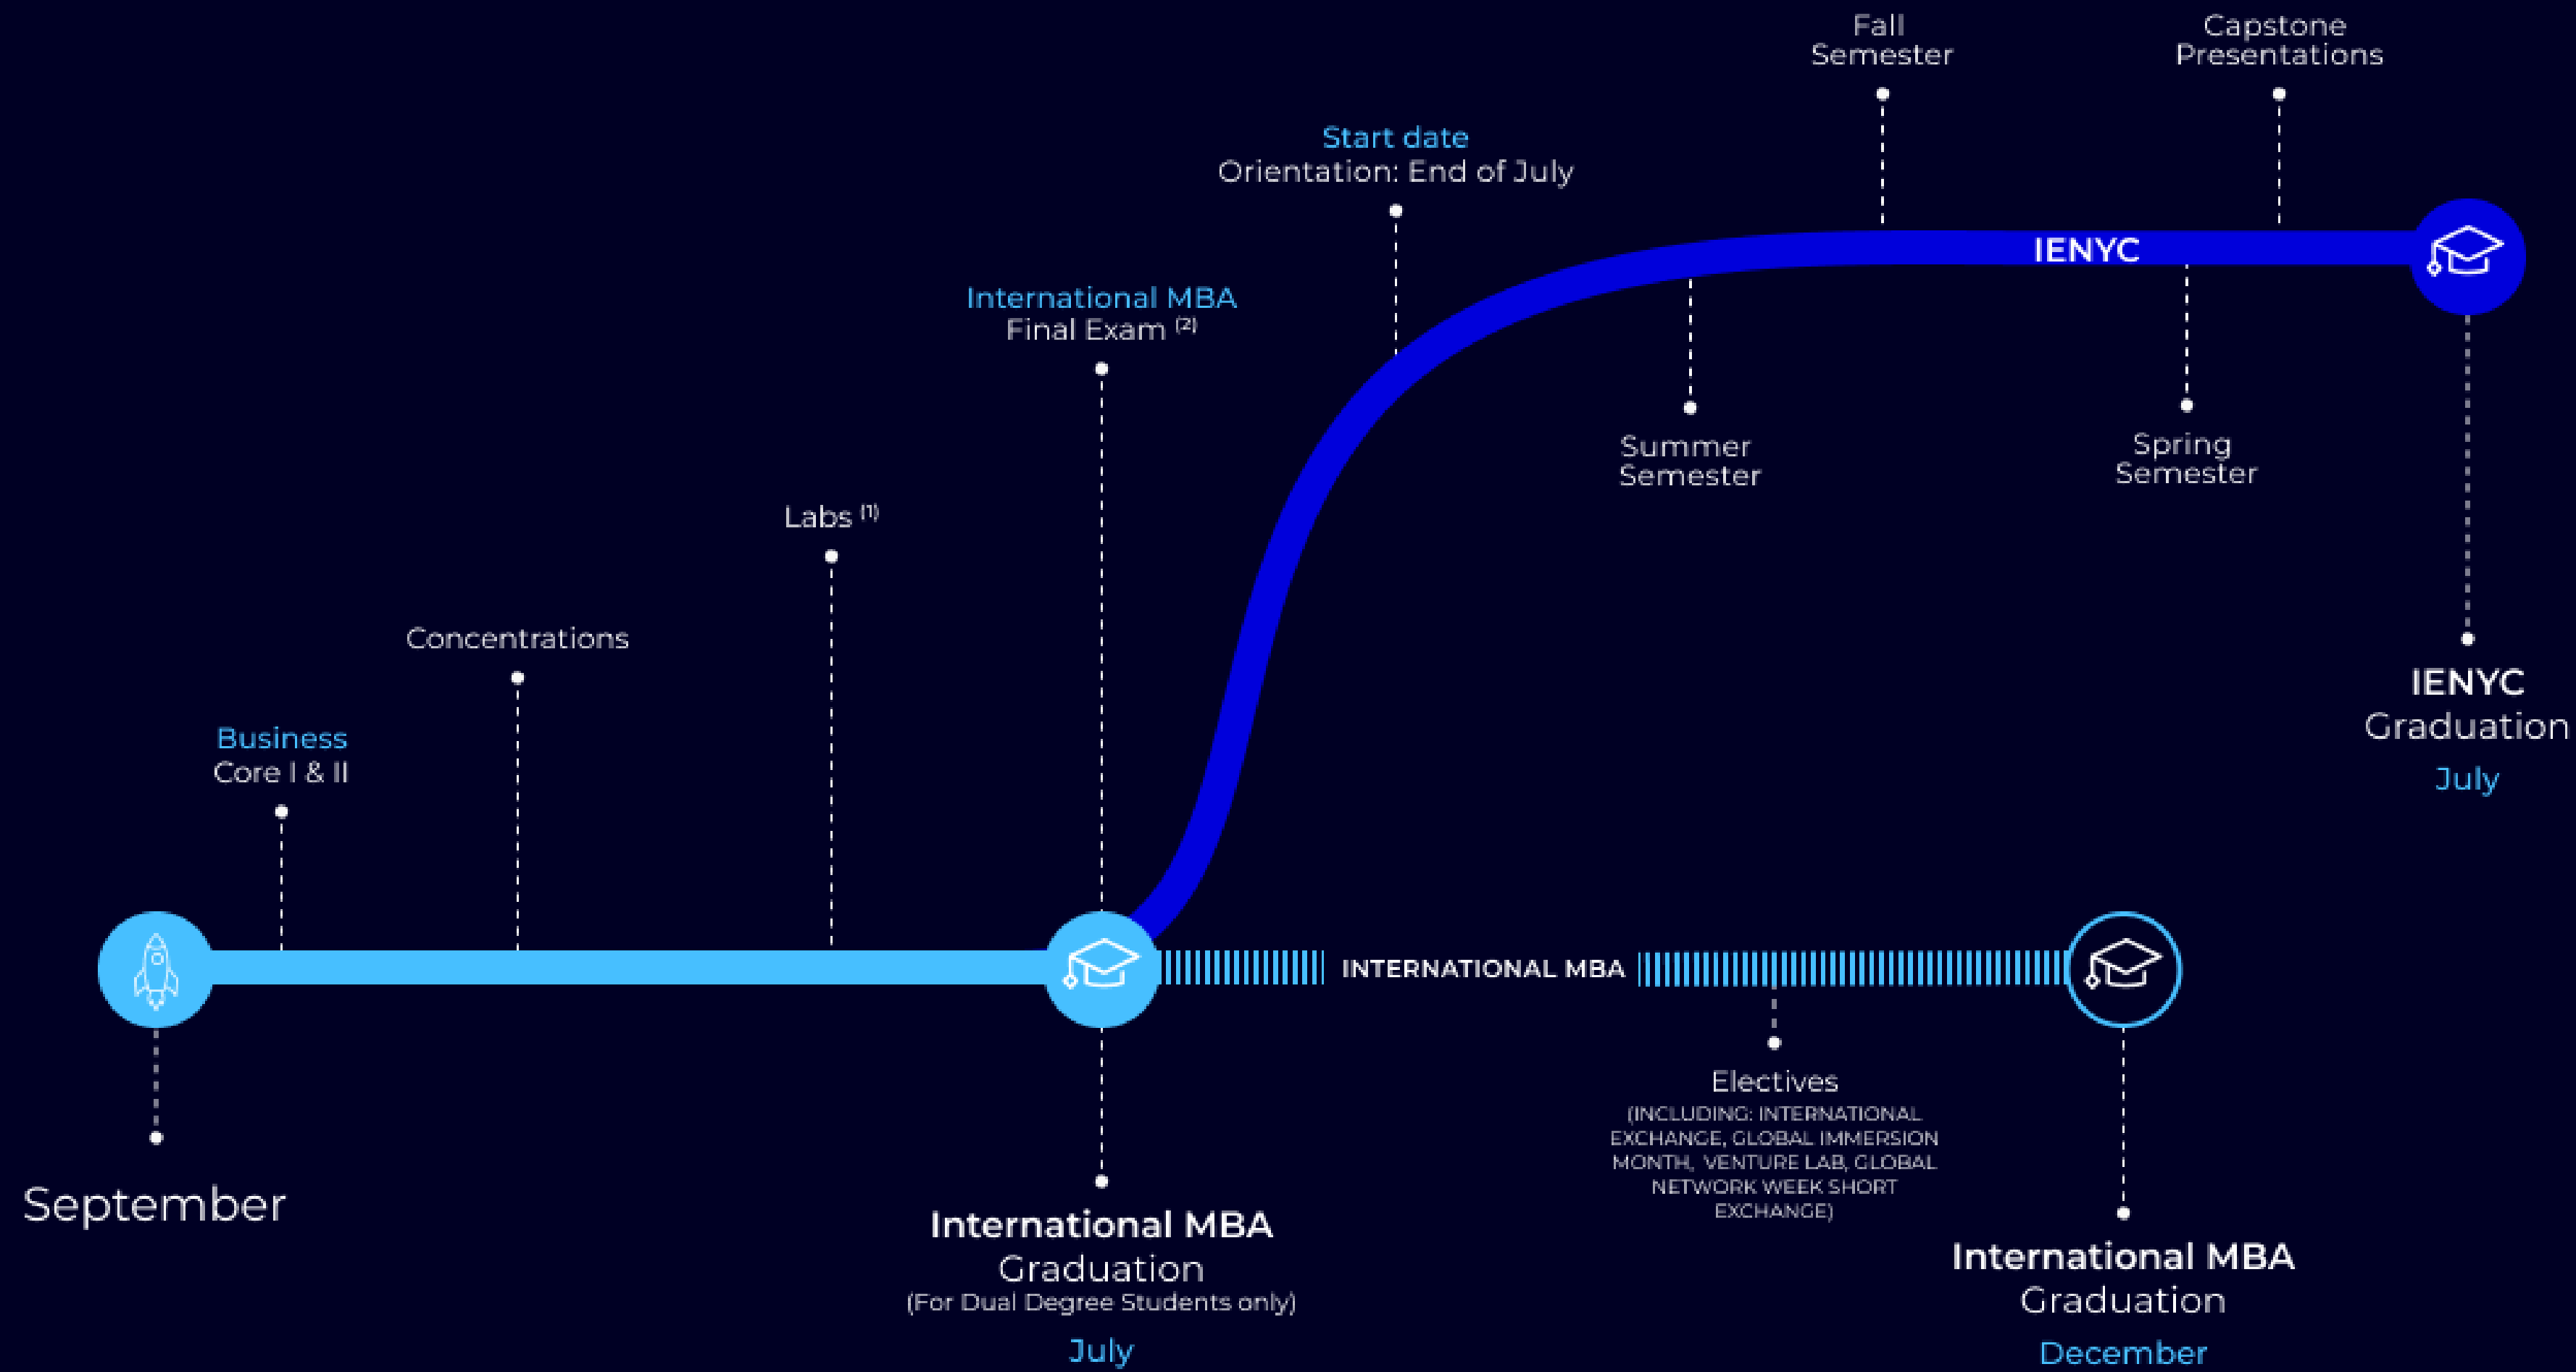 Fall
Semester
Capstone
Presentations
Start date
Orientation: End of July
IENYC
International MBA
Final Exam (2)
Summer
Semester
Spring
Semester
Labs (1)
Concentrations
IENYC
Graduation
July
Business
Core I & II
INTERNATIONAL MBA
Electives
(INCLUDING: INTERNATIONAL
EXCHANGE, GLOBAL IMMERSION
MONTH, VENTURE LAB, GLOBAL
NETWORK WEEK SHORT
EXCHANGE)
September
International MBA
Graduation
(For Dual Degree Students only)
July
International MBA
Graduation
December